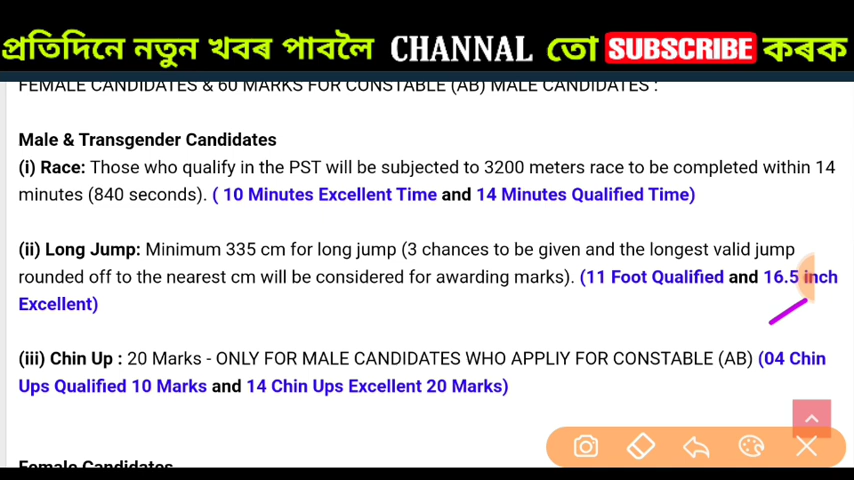 প্ৰতিদিনে নতুন খবৰ পাবলৈ CHANNAL তো SUBSCRIBE কৰক
FEMALE CANDIDATES & 60 MARKS FOR CONSTABLE (AB) MALE CANDIDATES :
Male & Transgender Candidates
(i) Race: Those who qualify in the PST will be subjected to 3200 meters race to be completed within 14
minutes (840 seconds). ( 10 Minutes Excellent Time and 14 Minutes Qualified Time)
(ii) Long Jump: Minimum 335 cm for long jump (3 chances to be given and the longest valid jump
rounded off to the nearest cm will be considered for awarding marks). (11 Foot Qualified and 16.5 inch
Excellent)
(iii) Chin Up : 20 Marks - ONLY FOR MALE CANDIDATES WHO APPLIY FOR CONSTABLE (AB) (04 Chin
Ups Qualified 10 Marks and 14 Chin Ups Excellent 20 Marks)
Female Candidates